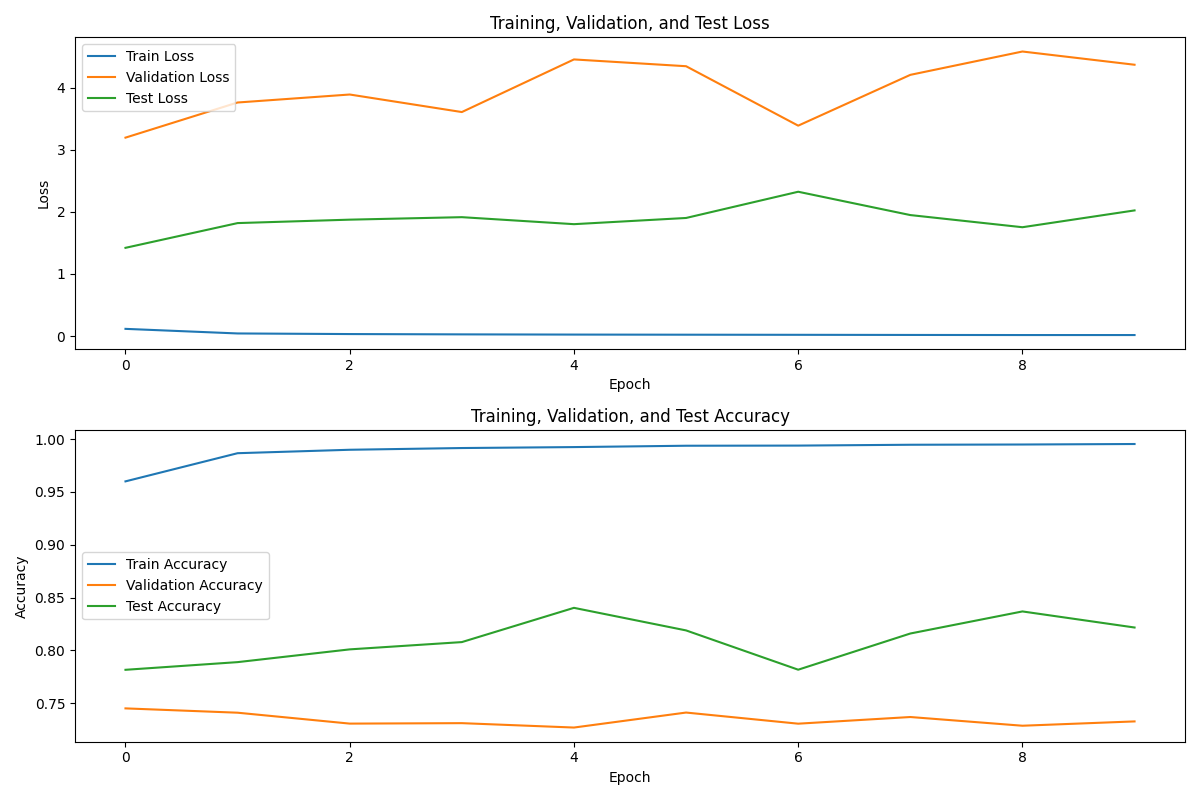 Training, Validation, and Test Loss
Train Loss
Validation Loss
Test Loss
Loss
4
3
2
1
0
0 2 4 6 8
Epoch
Training, Validation, and Test Accuracy
1.00
0.95
0.90
0.85
0.80
0.75
Accuracy
Train Accuracy
Validation Accuracy
Test Accuracy
0 2 4 6 8
Epoch